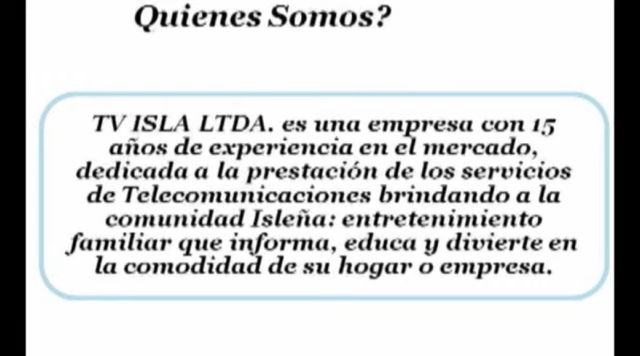 Quienes Somos?
TV ISLA LTDA. es una empresa con 15
años de experiencia en el mercado,
dedicada a la prestación de los servicios
de Telecomunicaciones brindando a la
comunidad Isleña: entretenimiento
familiar que informa, educa y divierte en
la comodidad de su hogar o empresa.